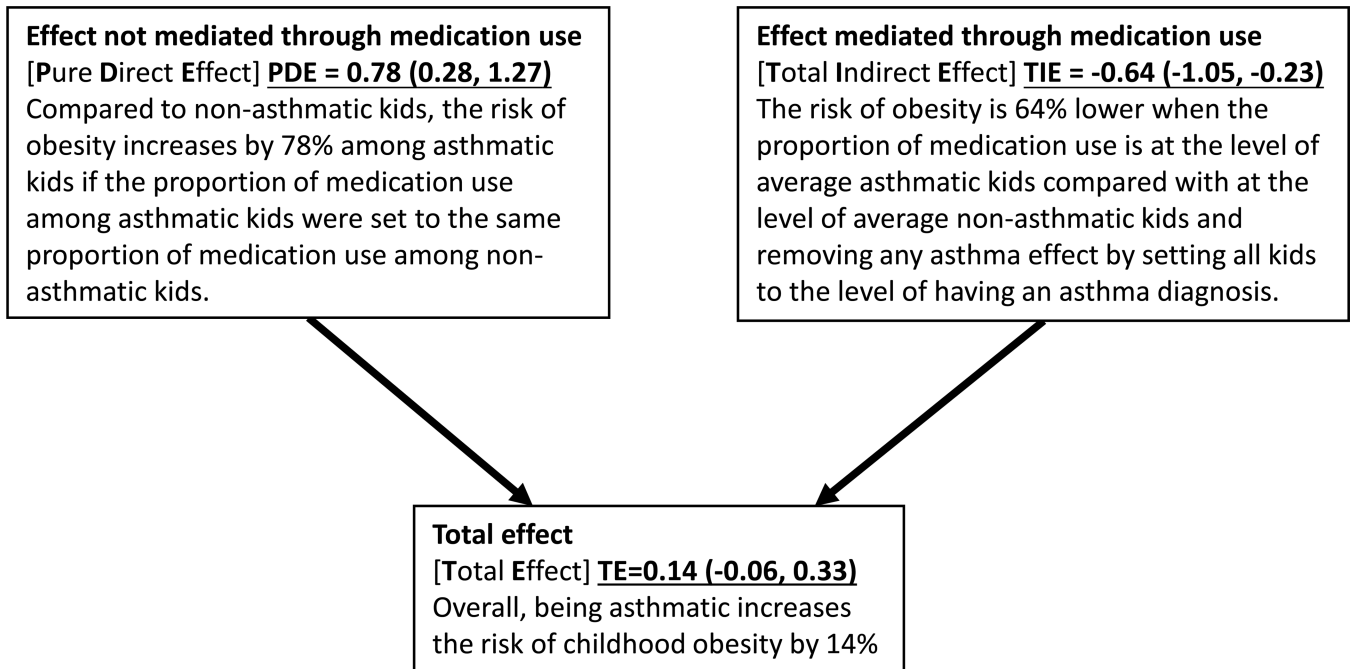 Effect not mediated through medication use
[Pure Direct Effect] PDE = 0.78 (0.28, 1.27)
Compared to non-asthmatic kids, the risk of
obesity increases by 78% among asthmatic
kids if the proportion of medication use
among asthmatic kids were set to the same
proportion of medication use among non-
asthmatic kids.
Effect mediated through medication use
[Total Indirect Effect] TIE = -0.64 (-1.05, -0.23)
The risk of obesity is 64% lower when the
proportion of medication use is at the level of
average asthmatic kids compared with at the
level of average non-asthmatic kids and
removing any asthma effect by setting all kids
to the level of having an asthma diagnosis.
Total effect
[Total Effect] TE=0.14 (-0.06, 0.33)
Overall, being asthmatic increases
the risk of childhood obesity by 14%